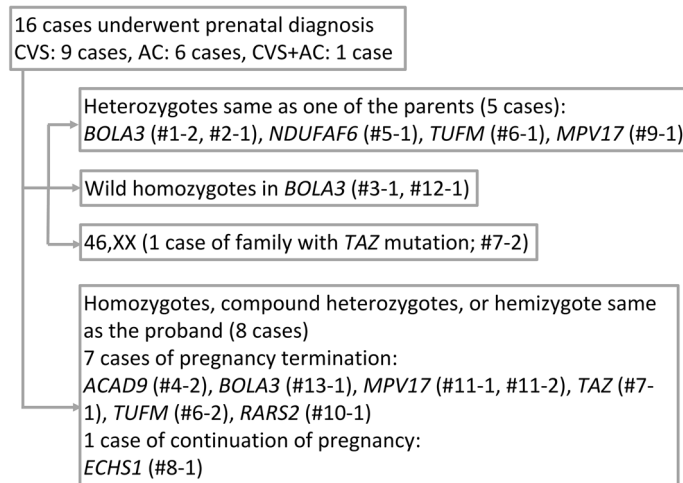 16 cases underwent prenatal diagnosis
CVS: 9 cases, AC: 6 cases, CVS+AC: 1 case
Heterozygotes same as one of the parents (5 cases):
BOLA3 (#1-2, #2-1), NDUFAF6 (#5-1), TUFM (#6-1), MPV17 (#9-1)
Wild homozygotes in BOLA3 (#3-1, #12-1)
46,XX (1 case of family with TAZ mutation; #7-2)
Homozygotes, compound heterozygotes, or hemizygote same
as the proband (8 cases)
7 cases of pregnancy termination:
ACAD9 (#4-2), BOLA3 (#13-1), MPV17 (#11-1, #11-2), TAZ (#7-
1), TUFM (#6-2), RARS2 (#10-1)
1 case of continuation of pregnancy:
ECHS1 (#8-1)